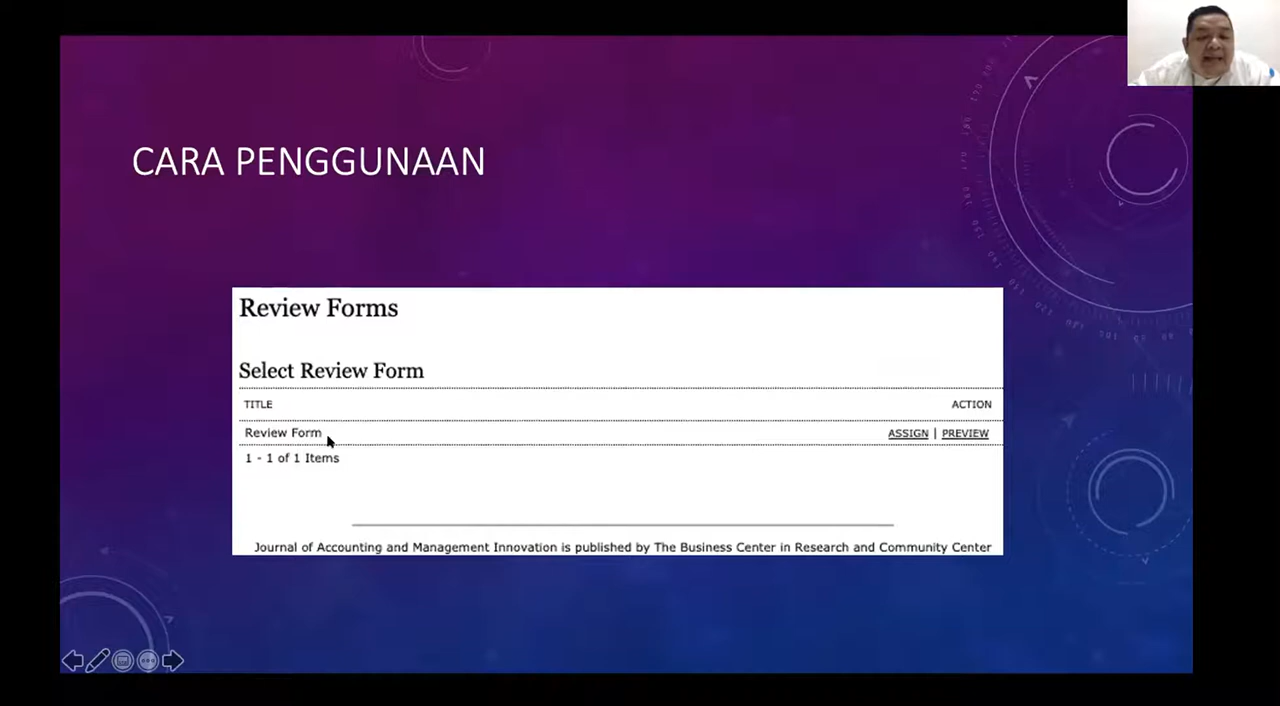 CARA PENGGUNAAN
Review Forms
Select Review Form
TITLE ACTION
Review Form ASSIGN | PREVIEW
1 - 1 of 1 Items
Journal of Accounting and Management Innovation is published by The Business Center in Research and Community Center